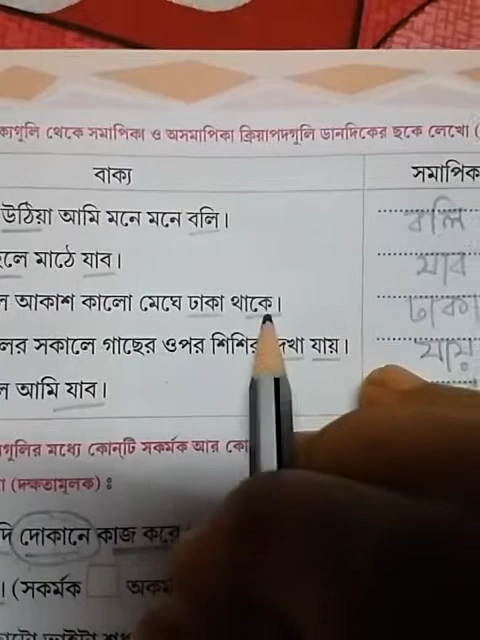 থেকে সমাপিকা ও অসমাপিকা ক্রিয়াপদগুলি ডানদিকের ছকে লেখো (
বাক্য
সমাপিক
উঠিয়া আমি মনে মনে বলি।
বলি
মাঠে যাব।
যাব
আকাশ কালো মেঘে ঢাকা থাকে।
ঢাকা
সকালে গাছের ওপর শিশির যায়।
যায়
আমি যাব।
মধ্যে কোনটি সকর্মক আর
(দক্ষতামূলক) :
দোকানে কাজ করে
। (সকর্মক